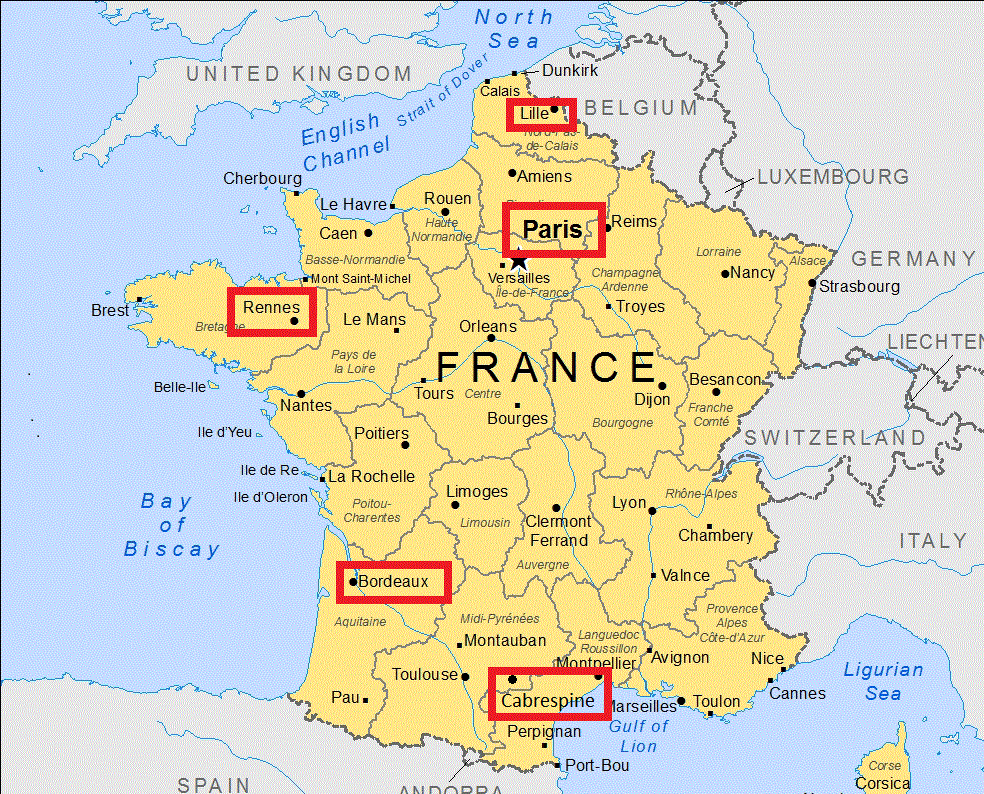 North
Sea
UNITED KINGDOM
Dunkirk
Calais
Strait of Dover
English
Channel
Lille
BELGIUM
Nord-Pas-
de-Calais
Cherbourg
Amiens
LUXEMBOURG
Le Havre
Rouen
Paris
Reims
Caen
Haute
Normandie
Lorraine
Alsace
GERMANY
Basse-Normandie
Mont Saint-Michel
Versailles
Île-de-France
Champagne
Ardenne
Nancy
Strasbourg
Brest
Rennes
Bretagne
Le Mans
Orleans
Troyes
LIECHTEN
Pays de
la Loire
FRANCE
Belle-Ile
Nantes
Tours
Centre
Dijon
Besancon
Bourges
Bourgogne
Franche
Comté
Ile d'Yeu
Poitiers
SWITZERLAND
Ile de Re
La Rochelle
Ile d'Oleron
Limoges
Lyon
Rhône-Alpes
Bay
of
Biscay
Poitou-
Charentes
Limousin
Clermont
Ferrand
Chambery
ITALY
Auvergne
Bordeaux
Valnce
Aquitaine
Midi-Pyrénées
Provence
Alpes
Côte-d'Azur
Montauban
Languedoc
Roussillon
Montpellier
Avignon
Nice
Ligurian
Sea
Toulouse
Pau
Cabrespine
Marseilles
Toulon
Cannes
Gulf of
Lion
Perpignan
Port-Bou
SPAIN
ANDORRA
Corse
Corsica